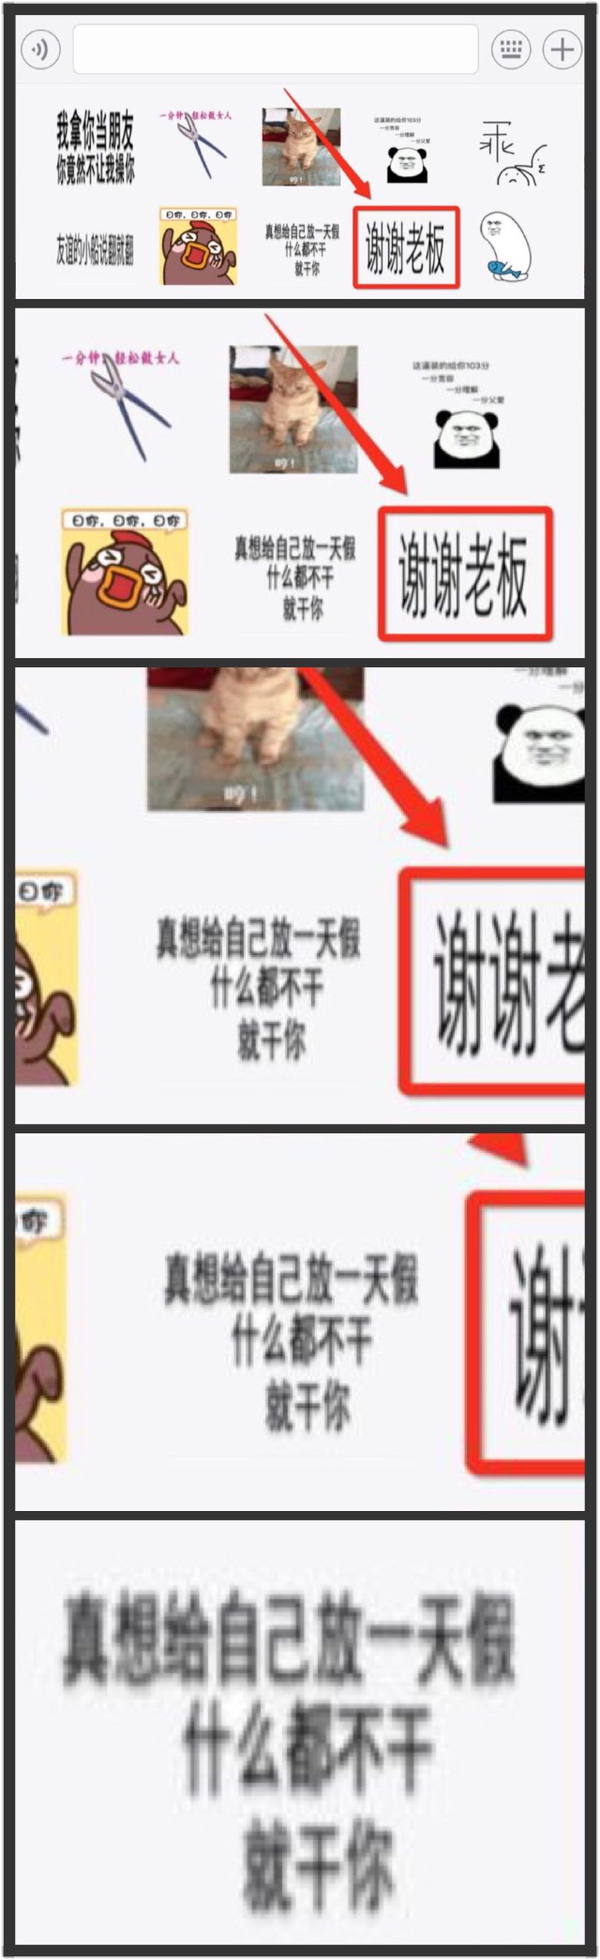 我拿你当朋友
你竟然不让我操你
一分钟,轻松做女人
哼！
这逼装的给你103分
一分宽容
一分理解
一分父爱
乖
友谊的小船说翻就翻
日你，日你，日你
真想给自己放一天假
什么都不干
就干你
谢谢老板
一分钟,轻松做女人
哼！
这逼装的给你103分
一分宽容
一分理解
一分父爱
日你，日你，日你
真想给自己放一天假
什么都不干
就干你
谢谢老板
一分理解
哼！
日你
真想给自己放一天假
什么都不干
就干你
谢谢老
你
真想给自己放一天假
什么都不干
就干你
谢
真想给自己放一天假
什么都不干
就干你